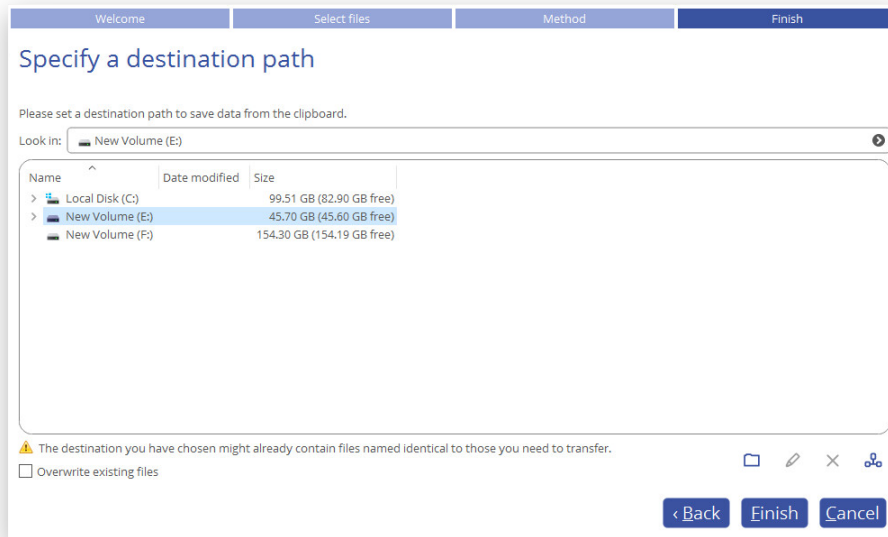 Welcome
Select files
Method
Finish
Specify a destination path
Please set a destination path to save data from the clipboard.
Look in: New Volume (E:)
Name Date modified Size
Local Disk (C:) 99.51 GB (82.90 GB free)
New Volume (E:) 45.70 GB (45.60 GB free)
New Volume (F:) 154.30 GB (154.19 GB free)
The destination you have chosen might already contain files named identical to those you need to transfer.
Overwrite existing files
‹ Back
Finish
Cancel